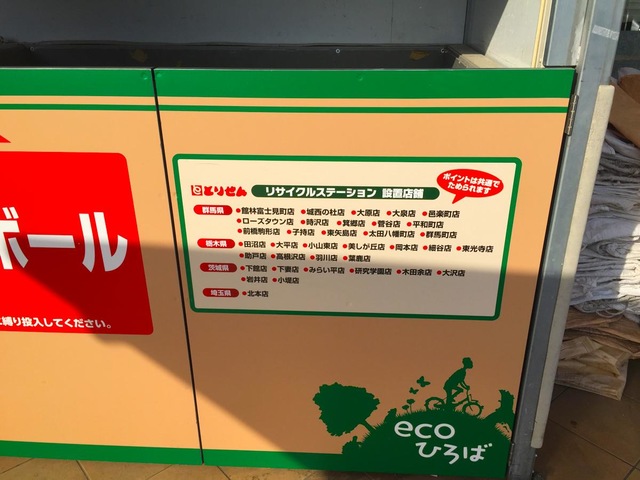 ボール
に縛り投入してください。
とりせん リサイクルステーション 設置店舗
ポイントは共通で
ためられます
群馬県 ●館林富士見町店 ●城西の杜店 ●大原店 ●大泉店 ●邑楽町店
●ローズタウン店 ●時沢店 ●箕郷店 ●菅谷店 ●平和町店
●前橋駒形店 ●子持店 ●東矢島店 ●太田八幡町店 ●群馬町店
栃木県 ●田沼店 ●大平店 ●小山東店 ●美しが丘店 ●岡本店 ●細谷店 ●東光寺店
●助戸店 ●高根沢店 ●羽川店 ●葉鹿店
茨城県 ●下館店 ●下妻店 ●みらい平店 ●研究学園店 ●木田余店 ●大沢店
●岩井店 ●小堤店
埼玉県 ●北本店
eco
ひろば